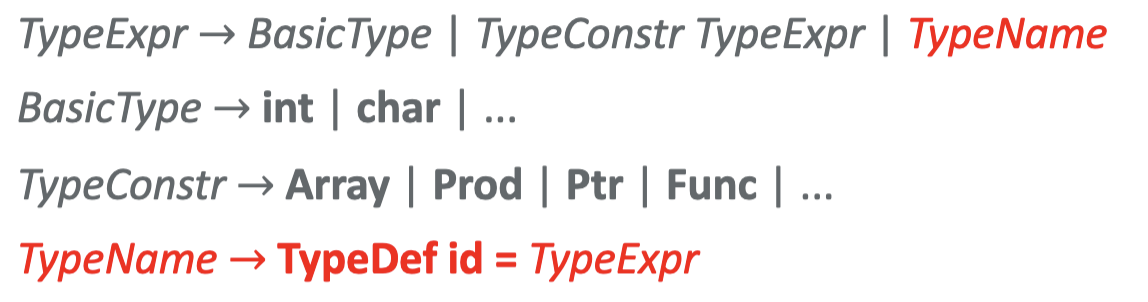 TypeExpr → BasicType | TypeConstr TypeExpr | TypeName
BasicType → int | char | ...
TypeConstr → Array | Prod | Ptr | Func | ...
TypeName → TypeDef id = TypeExpr